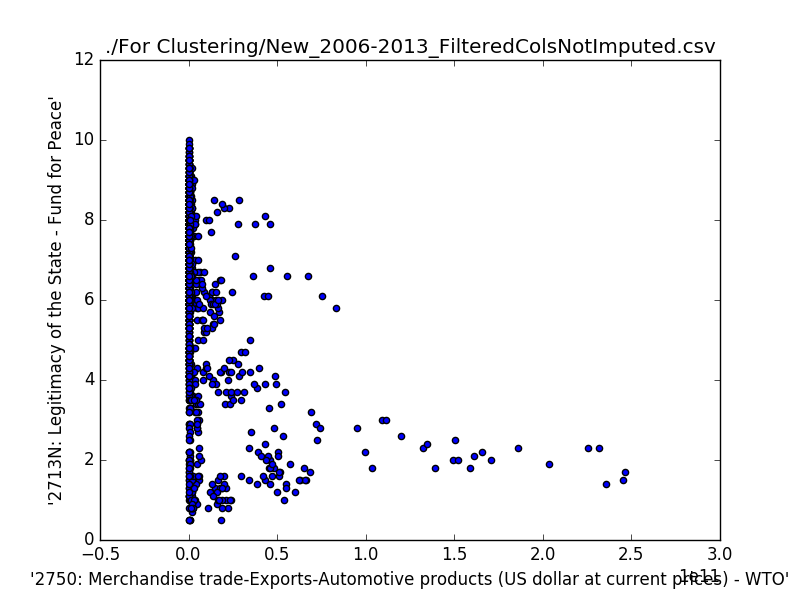 ./For Clustering/New_2006-2013_FilteredColsNotImputed.csv
12
10
8
6
4
2
0
'2713N: Legitimacy of the State - Fund for Peace'
−0.5 0.0 0.5 1.0 1.5 2.0 2.5 3.0
1e11
'2750: Merchandise trade-Exports-Automotive products (US dollar at current prices) - WTO'